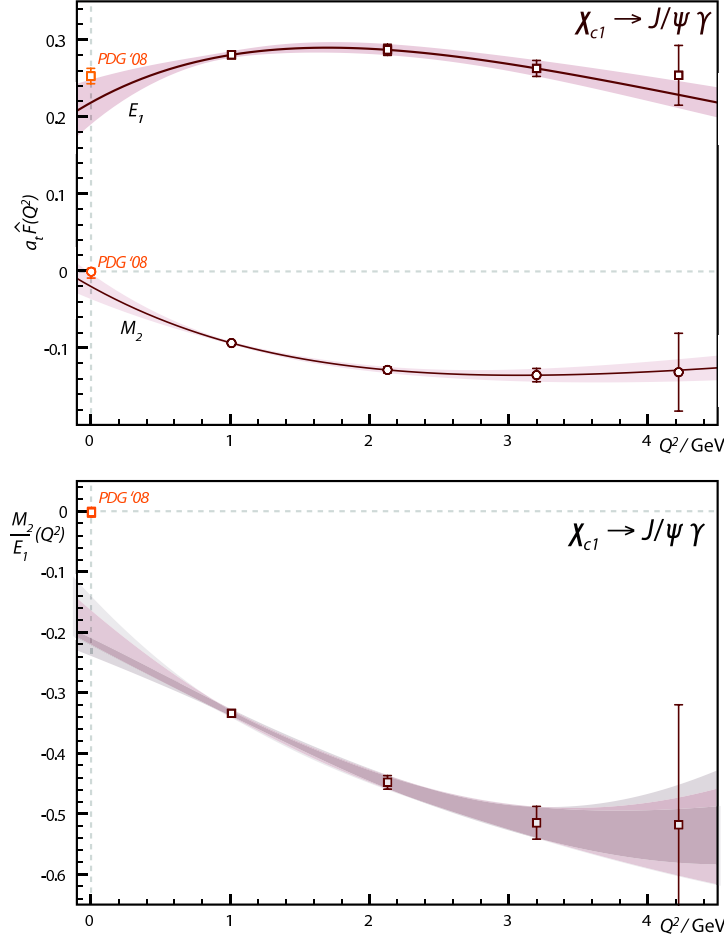 χc1 → J/ψ γ
0.3
PDG ‘08
E1
0.2
0.1
at F̂(Q²)
PDG ‘08
0
M2
-0.1
0 1 2 3 4 Q²/GeV
PDG ‘08
0
M2/E1 (Q²)
χc1 → J/ψ γ
-0.1
-0.2
-0.3
-0.4
-0.5
-0.6
0 1 2 3 4 Q²/GeV